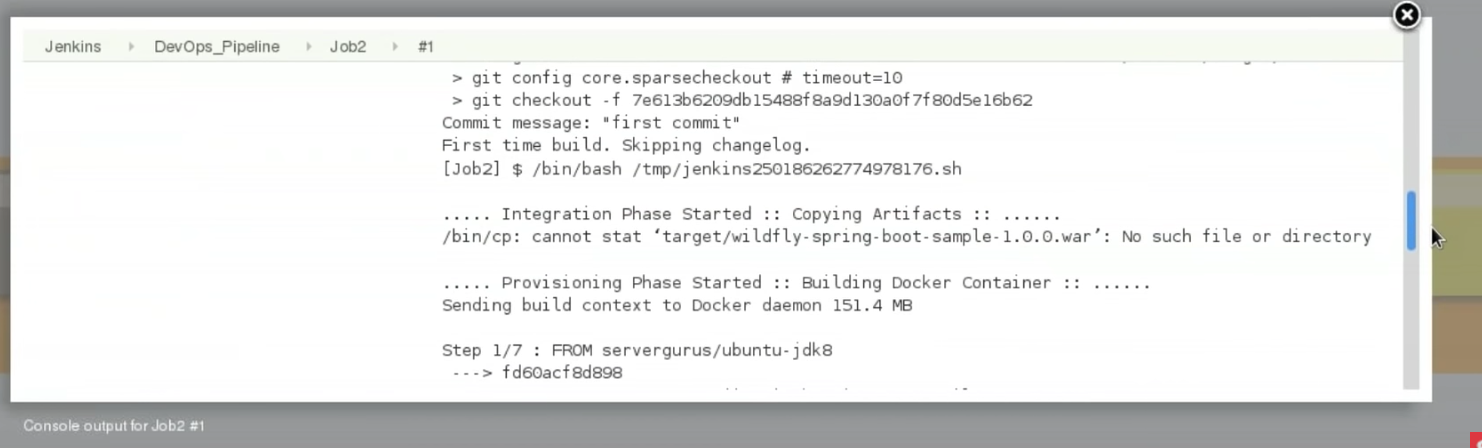 Jenkins DevOps_Pipeline Job2 #1
> git config core.sparsecheckout # timeout=10
> git checkout -f 7e613b6209db15488f8a9d130a0f7f80d5e16b62
Commit message: "first commit"
First time build. Skipping changelog.
[Job2] $ /bin/bash /tmp/jenkins250186262774978176.sh
..... Integration Phase Started :: Copying Artifacts :: ......
/bin/cp: cannot stat ‘target/wildfly-spring-boot-sample-1.0.0.war’: No such file or directory
..... Provisioning Phase Started :: Building Docker Container :: ......
Sending build context to Docker daemon 151.4 MB
Step 1/7 : FROM servergurus/ubuntu-jdk8
---> fd60acf8d898
Console output for Job2 #1